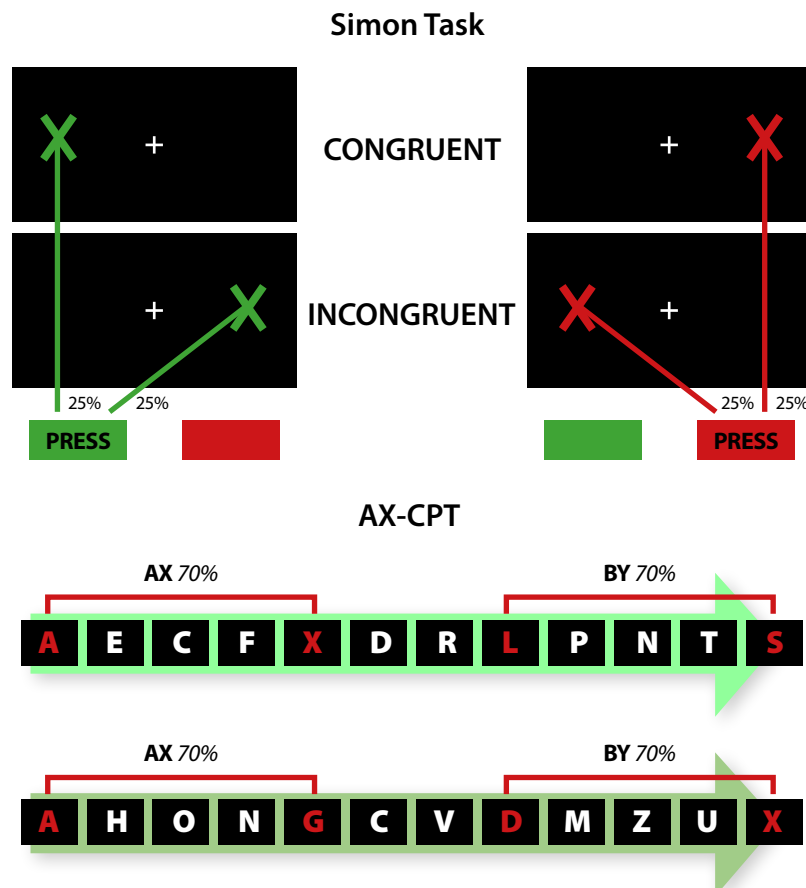 Simon Task
X + CONGRUENT + X
+ X INCONGRUENT X +
25% 25% 25% 25%
PRESS PRESS
AX-CPT
AX 70% BY 70%
A E C F X D R L P N T S
AX 70% BY 70%
A H O N G C V D M Z U X